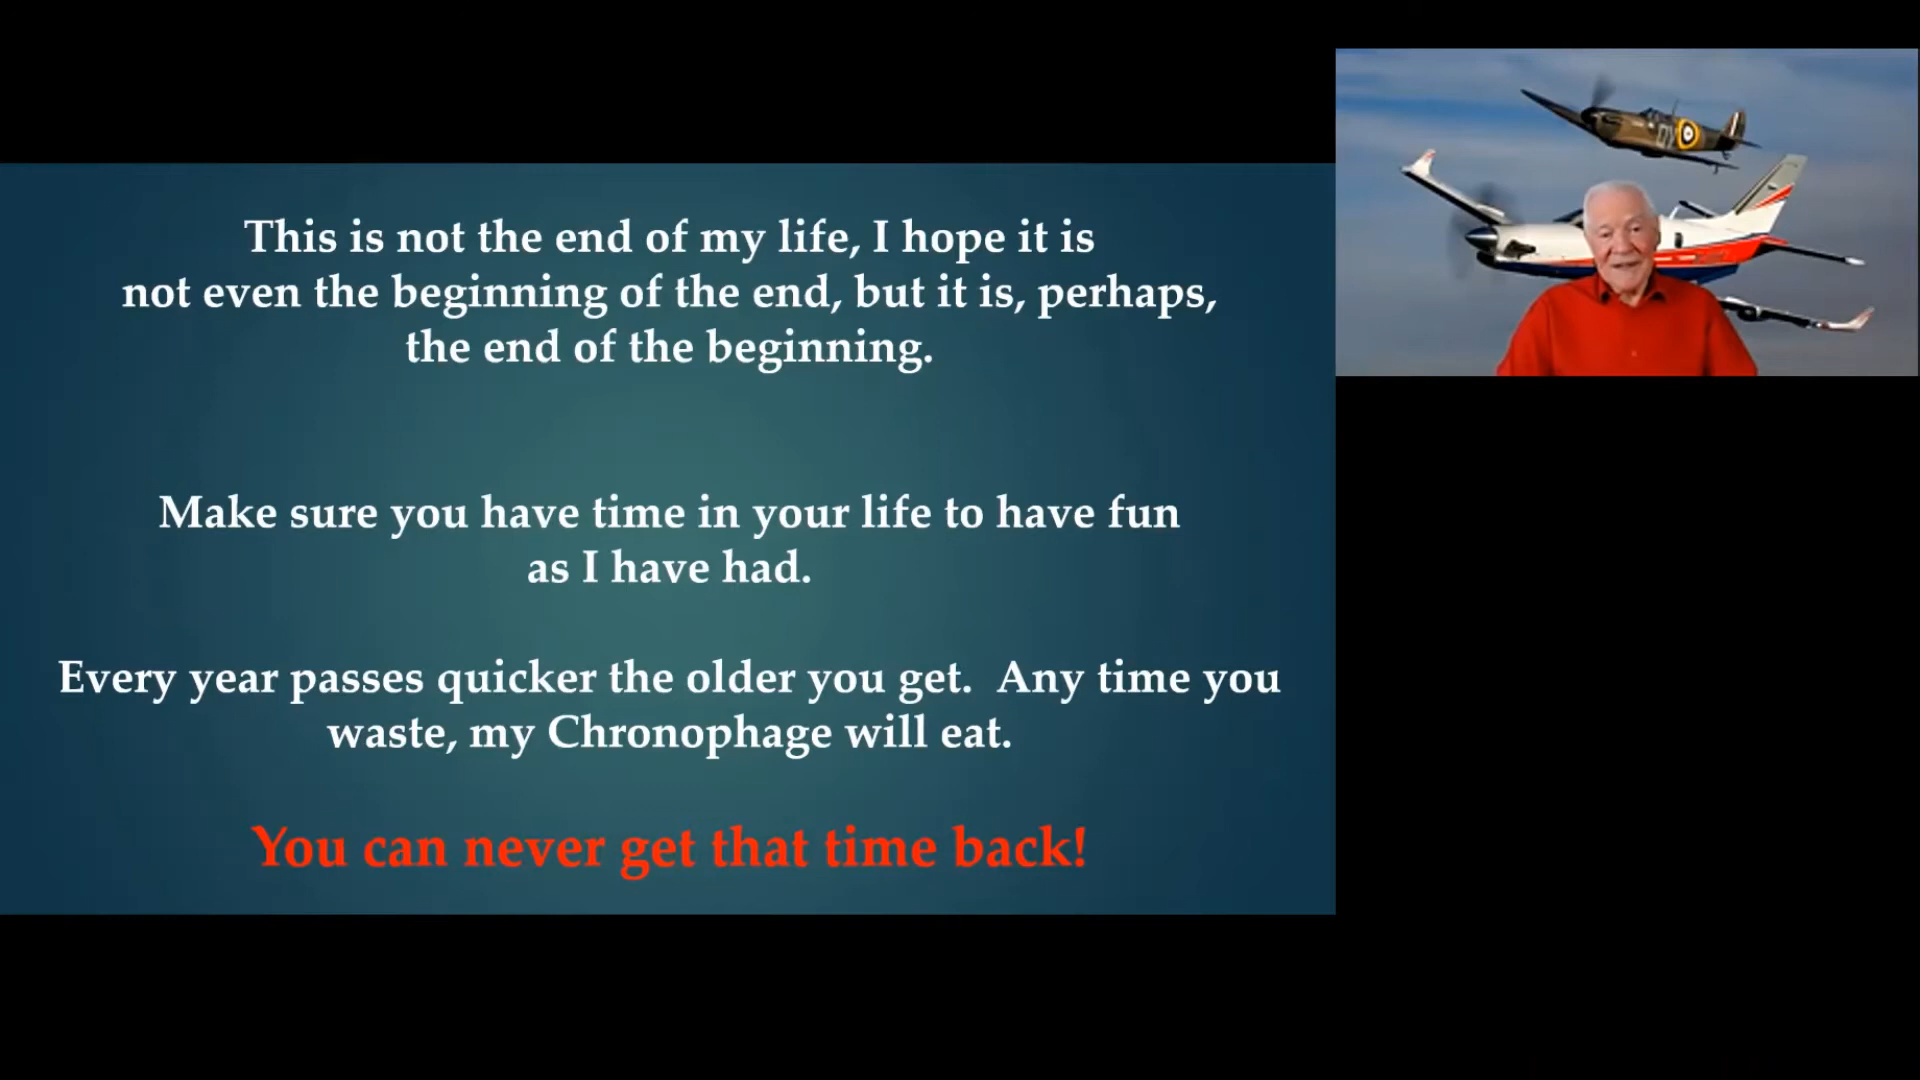 This is not the end of my life, I hope it is
not even the beginning of the end, but it is, perhaps,
the end of the beginning.
Make sure you have time in your life to have fun
as I have had.
Every year passes quicker the older you get.  Any time you
waste, my Chronophage will eat.
You can never get that time back!